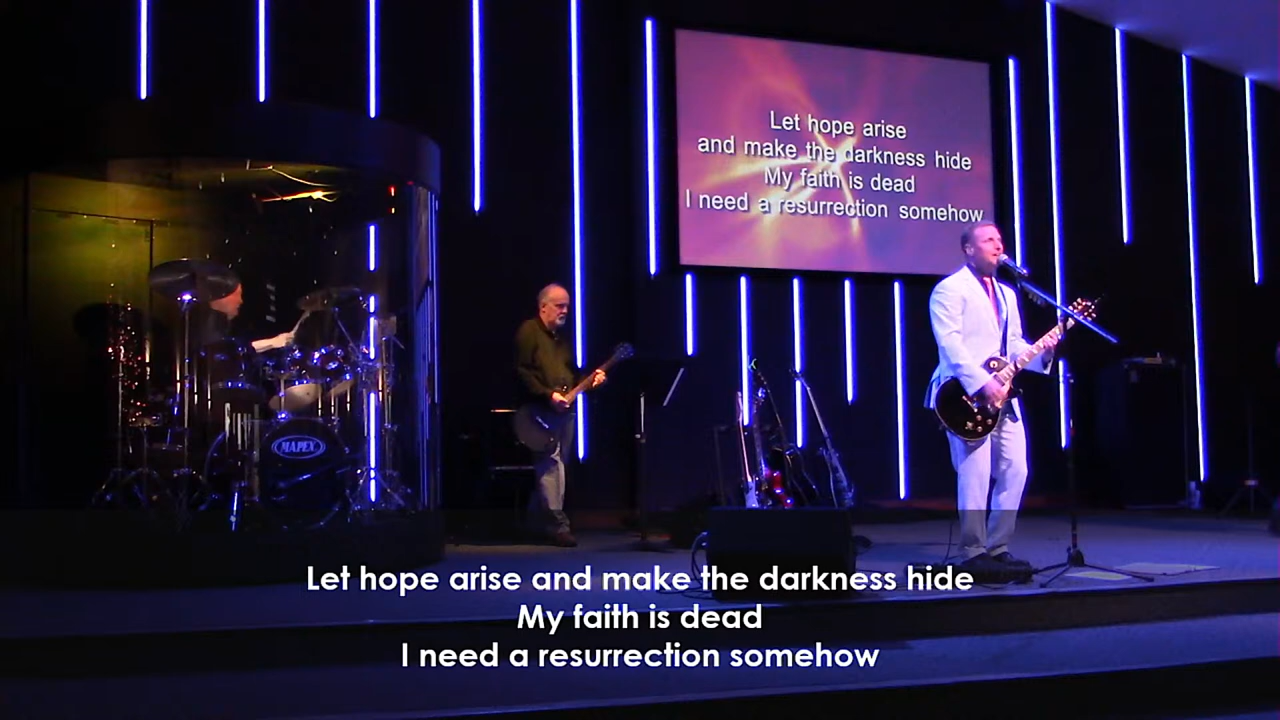 Let hope arise
and make the darkness hide
My faith is dead
I need a resurrection somehow
MAPEX
Let hope arise and make the darkness hide
My faith is dead
I need a resurrection somehow